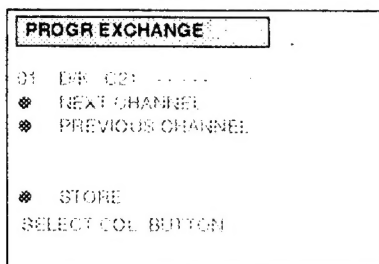 PROGR EXCHANGE
01 D/K C21 -----
NEXT CHANNEL
PREVIOUS CHANNEL
STORE
SELECT COL. BUTTON